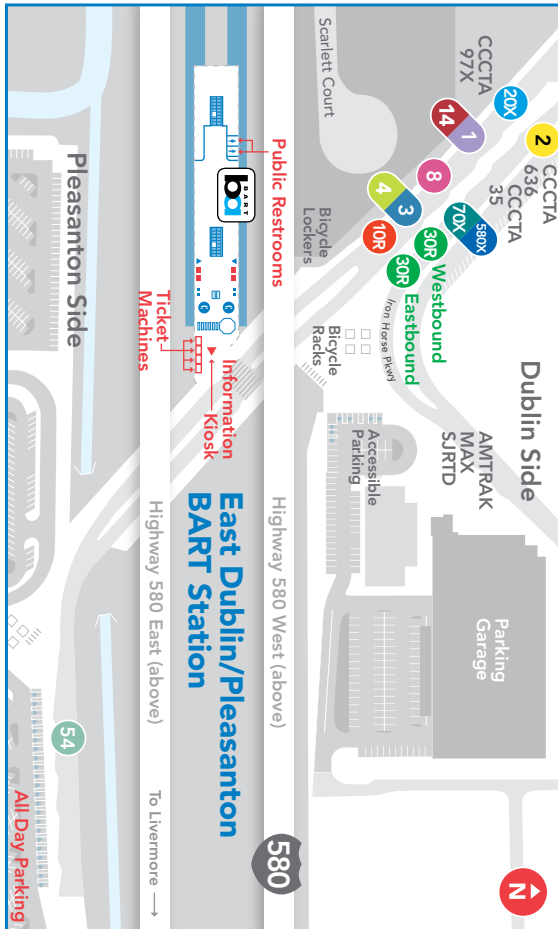 N
Dublin Side
2
20X
CCCTA
97X
CCCTA
636
CCCTA
35
1
14
580X
70X
8
4
3
10R
30R
30R
Westbound
Eastbound
Iron Horse Pkwy
AMTRAK
MAX
SJRTD
Parking
Garage
Scarlett Court
Bicycle
Lockers
Bicycle
Racks
Accessible
Parking
Public Restrooms
Highway 580 West (above)
580
BART
ba
Information
Kiosk
Ticket
Machines
East Dublin/Pleasanton
BART Station
Highway 580 East (above)
To Livermore
Pleasanton Side
54
All Day Parking